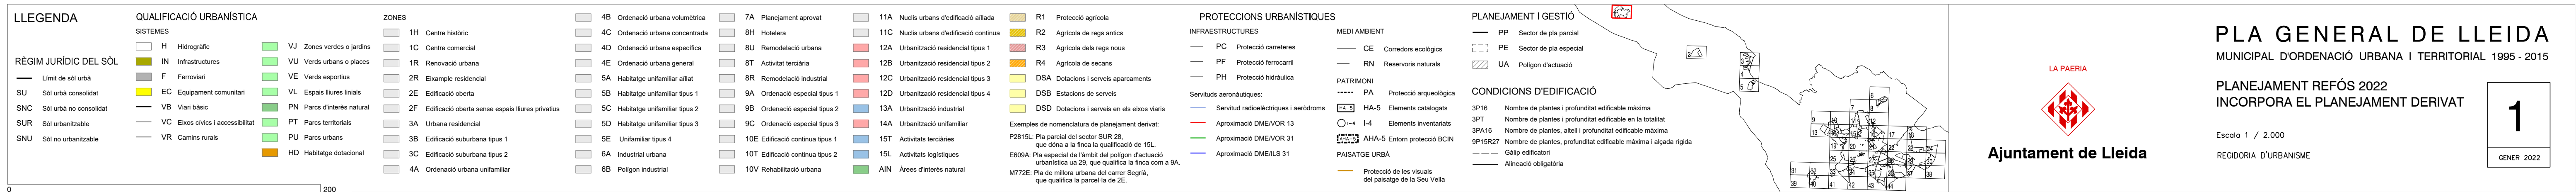 LLEGENDA
RÈGIM JURÍDIC DEL SÒL
Límit de sòl urbà
SU Sòl urbà consolidat
SNC Sòl urbà no consolidat
SUR Sòl urbanitzable
SNU Sòl no urbanitzable
0 200
QUALIFICACIÓ URBANÍSTICA
SISTEMES
H Hidrogràfic
IN Infrastructures
F Ferroviari
EC Equipament comunitari
VB Viari bàsic
VC Eixos cívics i accessibilitat
VR Camins rurals
VJ Zones verdes o jardins
VU Verds urbans o places
VE Verds esportius
VL Espais lliures linials
PN Parcs d'interès natural
PT Parcs territorials
PU Parcs urbans
HD Habitatge dotacional
ZONES
1H Centre històric
1C Centre comercial
1R Renovació urbana
2R Eixample residencial
2E Edificació oberta
2F Edificació oberta sense espais lliures privatius
3A Urbana residencial
3B Edificació suburbana tipus 1
3C Edificació suburbana tipus 2
4A Ordenació urbana unifamiliar
4B Ordenació urbana volumètrica
4C Ordenació urbana concentrada
4D Ordenació urbana específica
4E Ordenació urbana general
5A Habitatge unifamiliar aïllat
5B Habitatge unifamiliar tipus 1
5C Habitatge unifamiliar tipus 2
5D Habitatge unifamiliar tipus 3
5E Unifamiliar tipus 4
6A Industrial urbana
6B Polígon industrial
7A Planejament aprovat
8H Hotelera
8U Remodelació urbana
8T Activitat terciària
8R Remodelació industrial
9A Ordenació especial tipus 1
9B Ordenació especial tipus 2
9C Ordenació especial tipus 3
10E Edificació contínua tipus 1
10T Edificació contínua tipus 2
10V Rehabilitació urbana
11A Nuclis urbans d'edificació aïllada
11C Nuclis urbans d'edificació contínua
12A Urbanització residencial tipus 1
12B Urbanització residencial tipus 2
12C Urbanització residencial tipus 3
12D Urbanització residencial tipus 4
13A Urbanització industrial
14A Urbanització unifamiliar
15T Activitats terciàries
15L Activitats logístiques
AIN Àrees d'interès natural
R1 Protecció agrícola
R2 Agrícola de regs antics
R3 Agrícola dels regs nous
R4 Agrícola de secans
DSA Dotacions i serveis aparcaments
DSB Estacions de serveis
DSD Dotacions i serveis en els eixos viaris
Exemples de nomenclatura de planejament derivat:
P2815L: Pla parcial del sector SUR 28,
que dóna a la finca la qualificació de 15L.
E609A: Pla especial de l'àmbit del polígon d'actuació
urbanística ua 29, que qualifica la finca com a 9A.
M772E: Pla de millora urbana del carrer Segrià,
que qualifica la parcel·la de 2E.
PROTECCIONS URBANÍSTIQUES
INFRAESTRUCTURES
PC Protecció carreteres
PF Protecció ferrocarril
PH Protecció hidràulica
Servituds aeronàutiques:
Servitud radioelèctriques i aeròdroms
Aproximació DME/VOR 13
Aproximació DME/VOR 31
Aproximació DME/ILS 31
MEDI AMBIENT
CE Corredors ecològics
RN Reservoris naturals
PATRIMONI
PA Protecció arqueològica
HA-5 HA-5 Elements catalogats
I-4 I-4 Elements inventariats
AHA-5 AHA-5 Entorn protecció BCIN
PAISATGE URBÀ
Protecció de les visuals
del paisatge de la Seu Vella
PLANEJAMENT I GESTIÓ
PP Sector de pla parcial
PE Sector de pla especial
UA Polígon d'actuació
CONDICIONS D'EDIFICACIÓ
3P16 Nombre de plantes i profunditat edificable màxima
3PT Nombre de plantes i profunditat edificable en la totalitat
3PA16 Nombre de plantes, altell i profunditat edificable màxima
9P15R27 Nombre de plantes, profunditat edificable màxima i alçada rígida
Gàlip edificatori
Alineació obligatòria
LA PAERIA
Ajuntament de Lleida
PLA GENERAL DE LLEIDA
MUNICIPAL D'ORDENACIÓ URBANA I TERRITORIAL 1995 - 2015
PLANEJAMENT REFÓS 2022
INCORPORA EL PLANEJAMENT DERIVAT
Escala 1 / 2.000
REGIDORIA D'URBANISME
1
GENER 2022